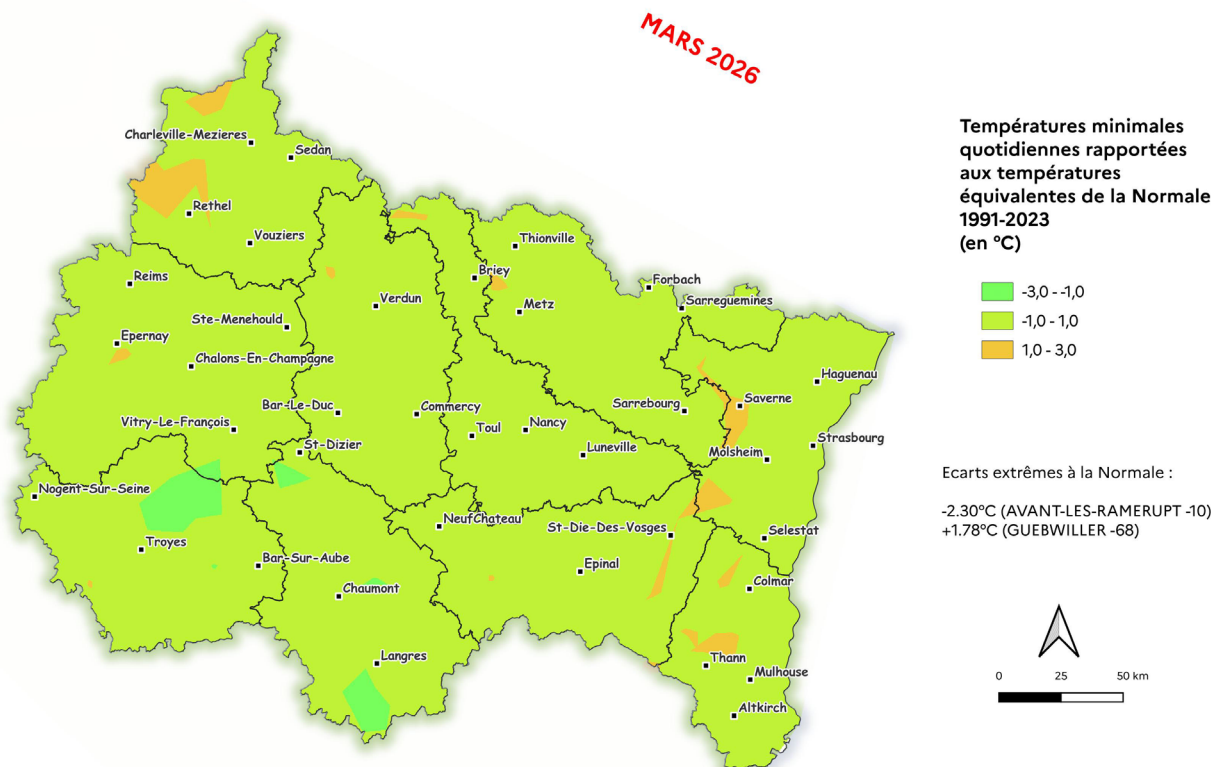 MARS 2026
Charleville-Mezieres
Sedan
Rethel
Vouziers
Thionville
Reims
Briey
Forbach
Verdun
Metz
Sarreguemines
Ste-Menehould
Epernay
Chalons-En-Champagne
Haguenau
Bar-Le-Duc
Commercy
Sarrebourg
Saverne
Vitry-Le-François
Toul
Nancy
Strasbourg
St-Dizier
Luneville
Molsheim
Nogent-Sur-Seine
NeufChateau
St-Die-Des-Vosges
Selestat
Troyes
Bar-Sur-Aube
Epinal
Colmar
Chaumont
Langres
Thann
Mulhouse
Altkirch
Températures minimales
quotidiennes rapportées
aux températures
équivalentes de la Normale
1991-2023
(en °C)
-3,0 - -1,0
-1,0 - 1,0
1,0 - 3,0
Ecarts extrêmes à la Normale :
-2.30°C (AVANT-LES-RAMERUPT -10)
+1.78°C (GUEBWILLER -68)
0 25 50 km